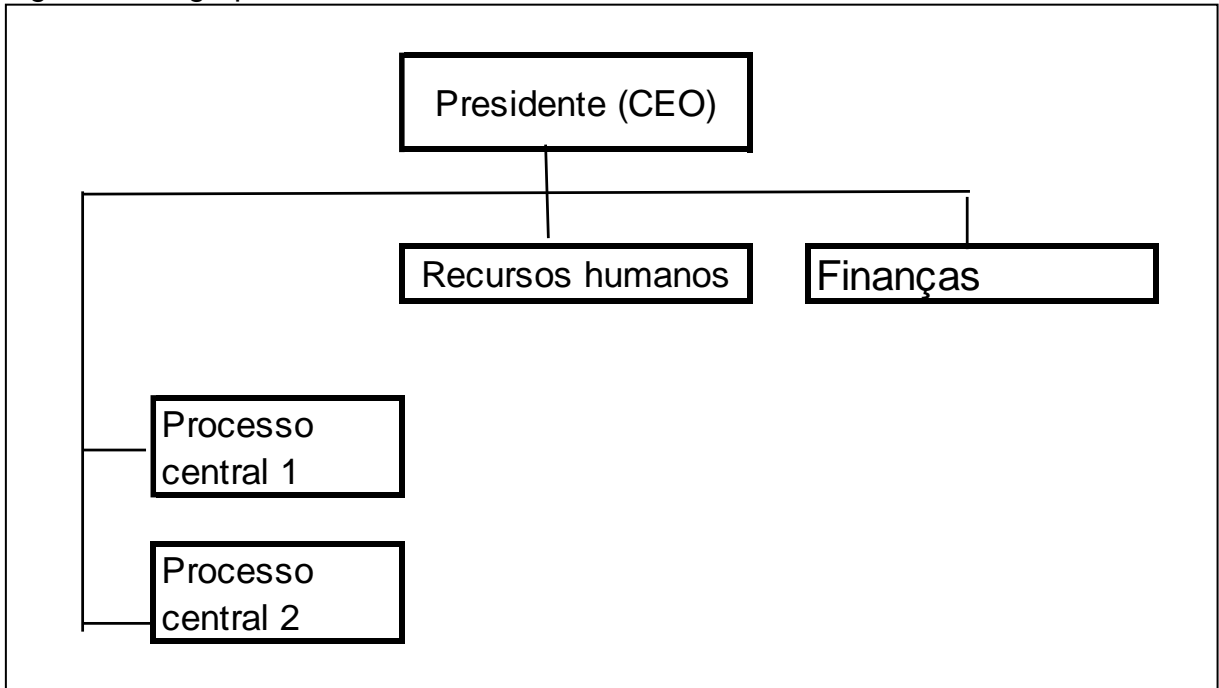 Presidente (CEO)
Recursos humanos
Finanças
Processo
central 1
Processo
central 2